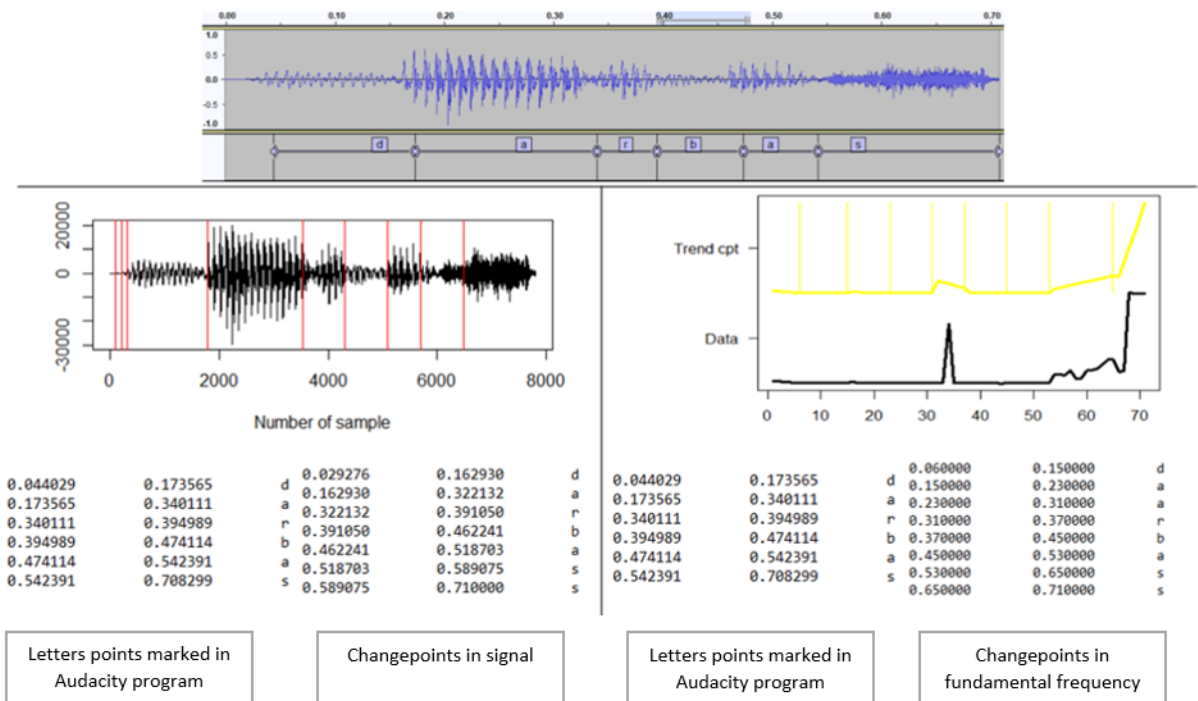 0.00 0.10 0.20 0.30 0.40 0.50 0.60 0.70
1.0
0.5
0.0
-0.5
-1.0
d a r b a s
20000
0
-30000
0 2000 4000 6000 8000
Number of sample
Trend cpt
Data
0 10 20 30 40 50 60 70
0.044029 0.173565 d
0.173565 0.340111 a
0.340111 0.394989 r
0.394989 0.474114 b
0.474114 0.542391 a
0.542391 0.708299 s
0.029276 0.162930 d
0.162930 0.322132 a
0.322132 0.391050 r
0.391050 0.462241 b
0.462241 0.518703 a
0.518703 0.589075 s
0.589075 0.710000 s
0.044029 0.173565 d
0.173565 0.340111 a
0.340111 0.394989 r
0.394989 0.474114 b
0.474114 0.542391 a
0.542391 0.708299 s
0.060000 0.150000 d
0.150000 0.230000 a
0.230000 0.310000 a
0.310000 0.370000 r
0.370000 0.450000 b
0.450000 0.530000 a
0.530000 0.650000 s
0.650000 0.710000 s
Letters points marked in
Audacity program
Changepoints in signal
Letters points marked in
Audacity program
Changepoints in
fundamental frequency